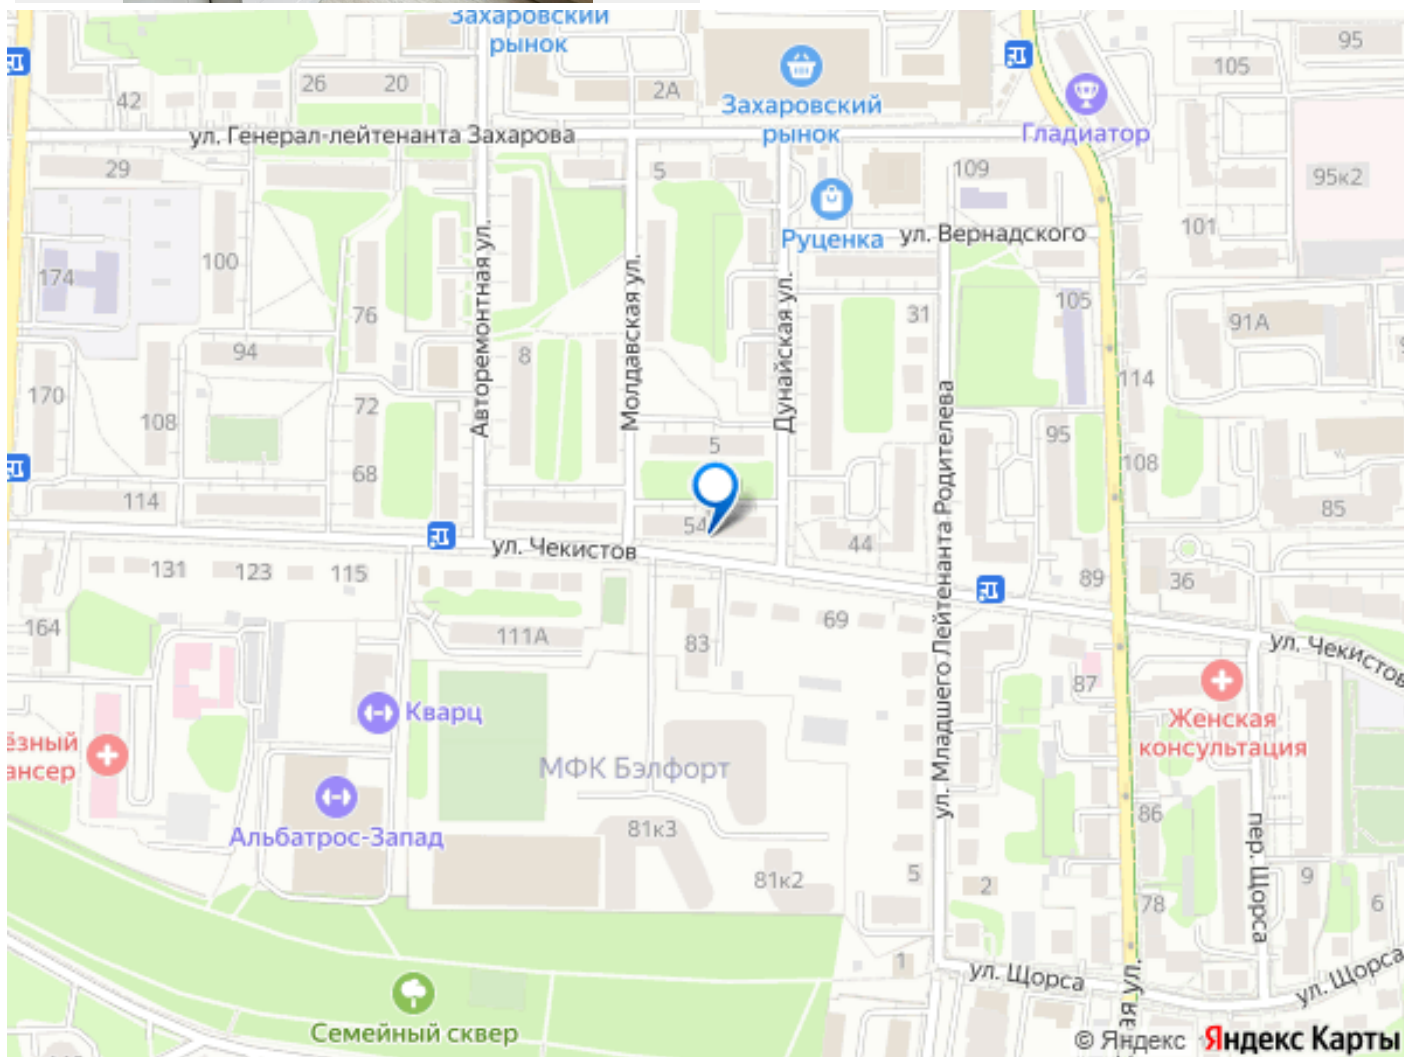 Захаровский
рынок
95
105
26
20
42
2А
Захаровский
рынок
Гладиатор
ул. Генерал-лейтенанта Захарова
29
5
109
95к2
Руценка
ул. Вернадского
101
174
100
Авторемонтная ул.
Молдавская ул.
Дунайская ул.
76
105
31
91А
94
8
114
170
72
108
5
95
108
ул. Младшего Лейтенанта Родителева
68
114
85
54
44
ул. Чекистов
131
123
115
89
36
164
111А
69
83
ул. Чекистов
87
Кварц
Женская
консультация
МФК Бэлфорт
Альбатрос-Запад
81к3
86
пер. Щорса
81к2
5
2
9
78
6
1
ул. Щорса
ул. Щорса
Семейный сквер
© Яндекс Яндекс Карты